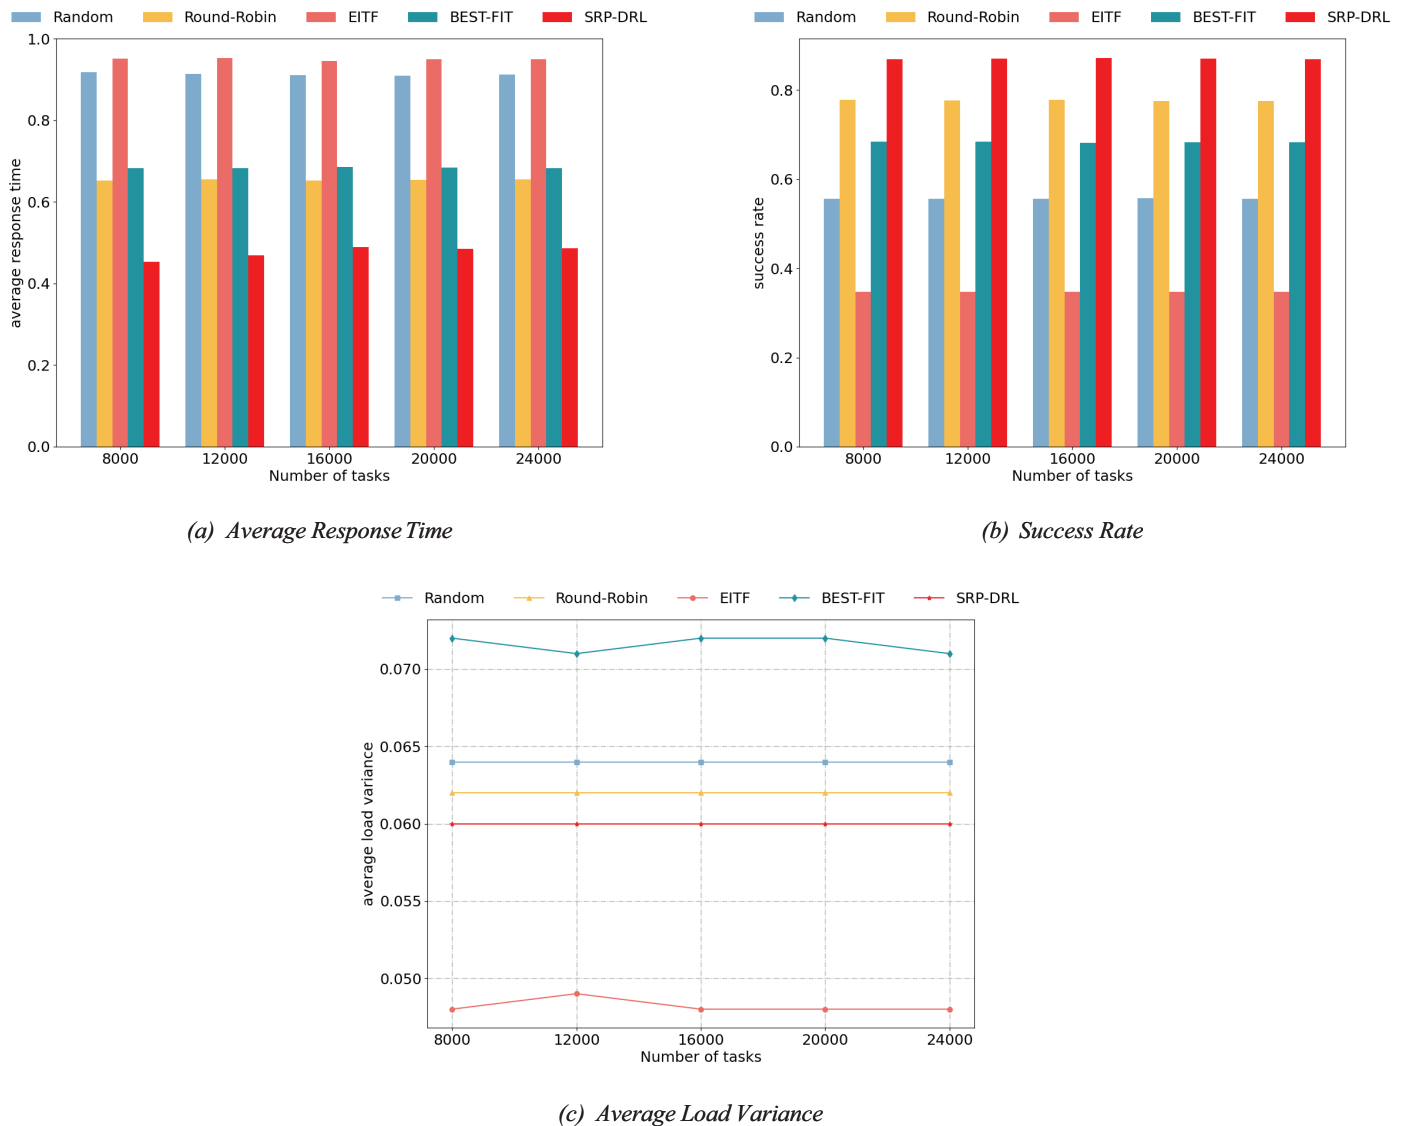 Random Round-Robin EITF BEST-FIT SRP-DRL
1.0
0.8
0.6
0.4
0.2
0.0
average response time
8000 12000 16000 20000 24000
Number of tasks
(a) Average Response Time
Random Round-Robin EITF BEST-FIT SRP-DRL
0.8
0.6
0.4
0.2
0.0
success rate
8000 12000 16000 20000 24000
Number of tasks
(b) Success Rate
Random Round-Robin EITF BEST-FIT SRP-DRL
0.070
0.065
0.060
0.055
0.050
average load variance
8000 12000 16000 20000 24000
Number of tasks
(c) Average Load Variance